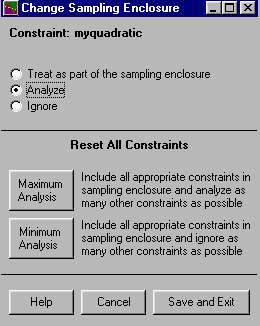 Change Sampling Enclosure
Constraint: myquadratic
Treat as part of the sampling enclosure
Analyze
Ignore
Reset All Constraints
Maximum
Analysis
Include all appropriate constraints in
sampling enclosure and analyze as
many other constraints as possible
Minimum
Analysis
Include all appropriate constraints in
sampling enclosure and ignore as
many other constraints as possible
Help
Cancel
Save and Exit